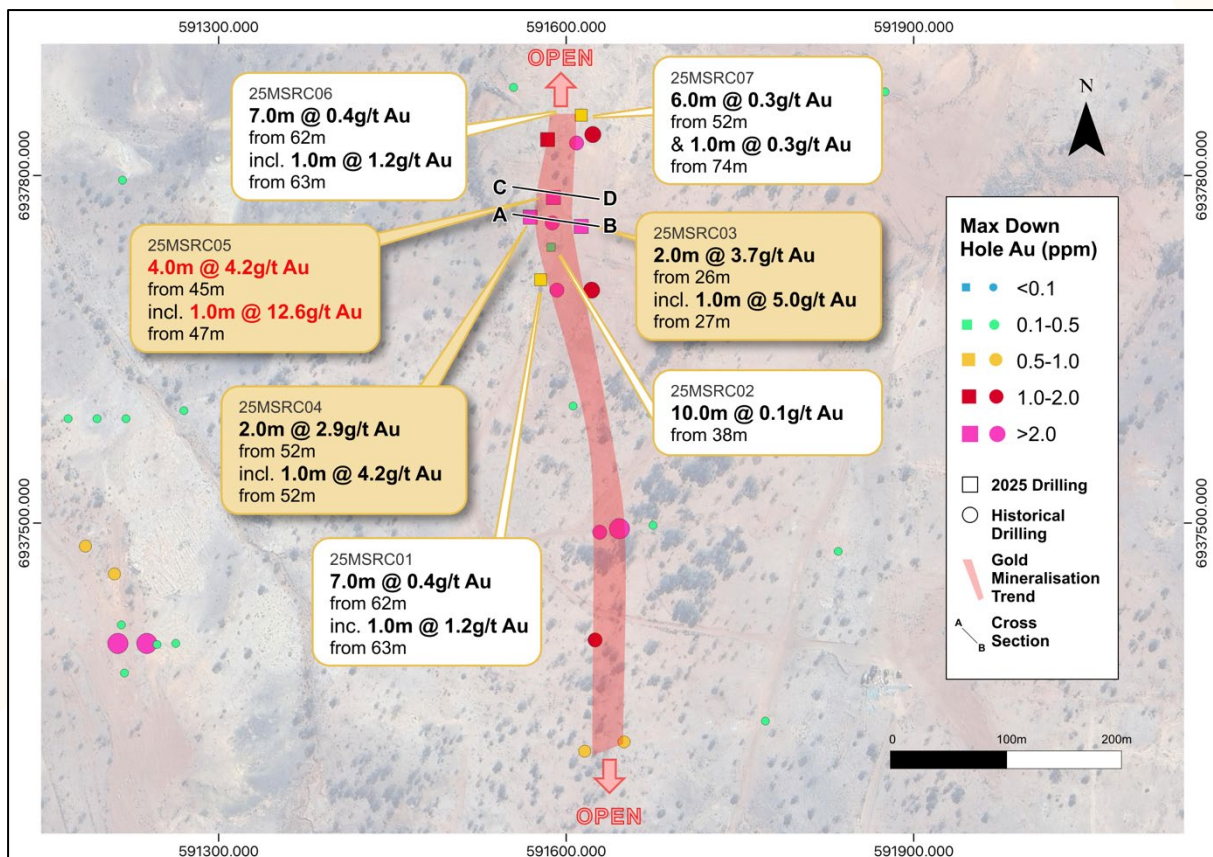 591300.000
591600.000
591900.000
OPEN
N
25MSRC06
7.0m @ 0.4g/t Au
from 62m
incl. 1.0m @ 1.2g/t Au
from 63m
25MSRC07
6.0m @ 0.3g/t Au
from 52m
& 1.0m @ 0.3g/t Au
from 74m
6937800.000
6937800.000
C
D
A
B
25MSRC05
4.0m @ 4.2g/t Au
from 45m
incl. 1.0m @ 12.6g/t Au
from 47m
25MSRC03
2.0m @ 3.7g/t Au
from 26m
incl. 1.0m @ 5.0g/t Au
from 27m
25MSRC04
2.0m @ 2.9g/t Au
from 52m
incl. 1.0m @ 4.2g/t Au
from 52m
25MSRC02
10.0m @ 0.1g/t Au
from 38m
25MSRC01
7.0m @ 0.4g/t Au
from 62m
inc. 1.0m @ 1.2g/t Au
from 63m
6937500.000
6937500.000
Max Down
Hole Au (ppm)
<0.1
0.1-0.5
0.5-1.0
1.0-2.0
>2.0
2025 Drilling
Historical
Drilling
Gold
Mineralisation
Trend
A
B
Cross
Section
0
100m
200m
OPEN
591300.000
591600.000
591900.000